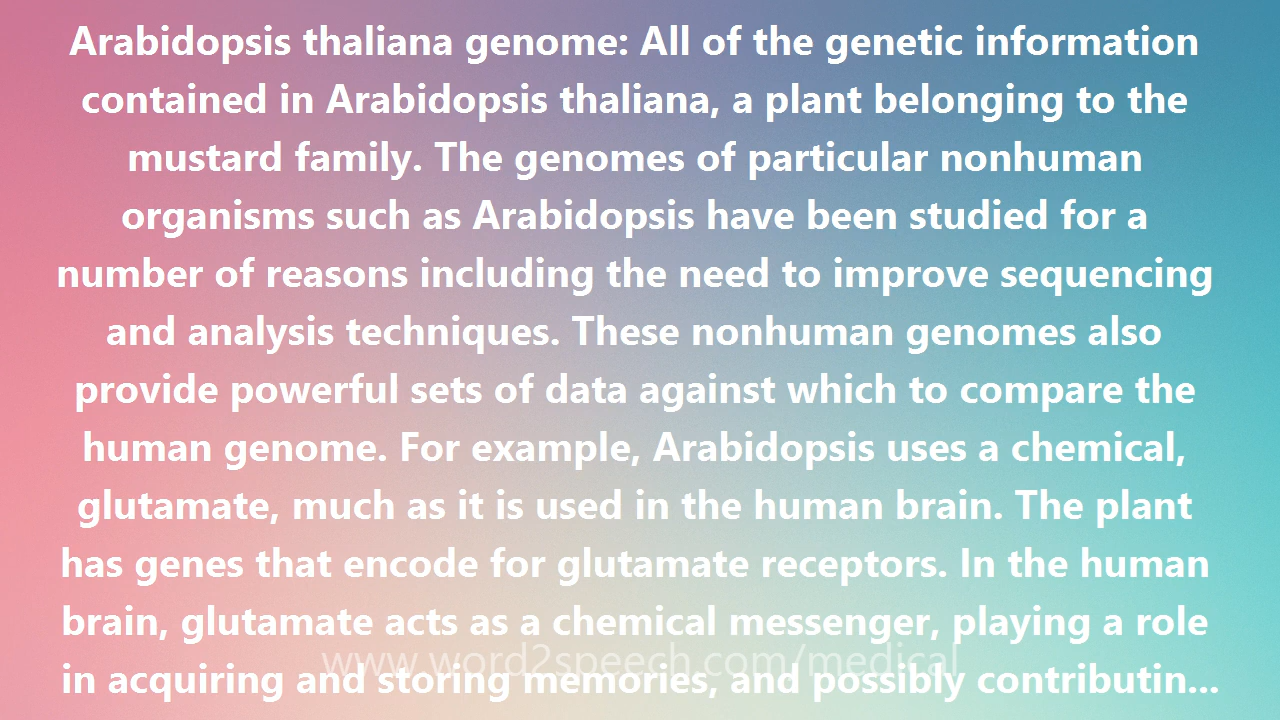 Arabidopsis thaliana genome: All of the genetic information
contained in Arabidopsis thaliana, a plant belonging to the
mustard family. The genomes of particular nonhuman
organisms such as Arabidopsis have been studied for a
number of reasons including the need to improve sequencing
and analysis techniques. These nonhuman genomes also
provide powerful sets of data against which to compare the
human genome. For example, Arabidopsis uses a chemical,
glutamate, much as it is used in the human brain. The plant
has genes that encode for glutamate receptors. In the human
brain, glutamate acts as a chemical messenger, playing a role
www.word2speech.com/medical
in acquiring and storing memories, and possibly contributin...